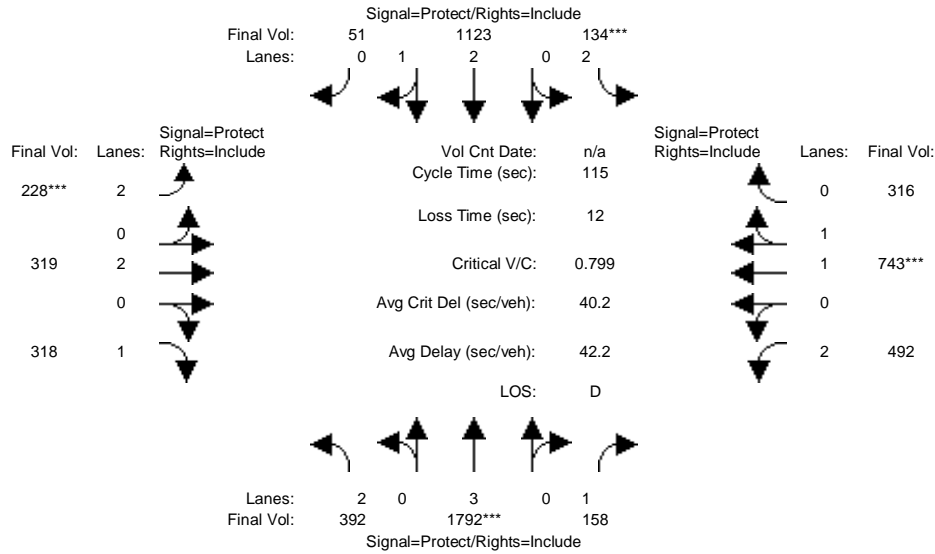 Signal=Protect/Rights=Include
Final Vol: 51 1123 134***
Lanes: 0 1 2 0 2
Signal=Protect
Final Vol: Lanes: Rights=Include
Vol Cnt Date: n/a
Signal=Protect
Rights=Include Lanes: Final Vol:
Cycle Time (sec): 115
228*** 2
0 316
Loss Time (sec): 12
0
1
319 2
Critical V/C: 0.799
1 743***
0
Avg Crit Del (sec/veh): 40.2
0
318 1
Avg Delay (sec/veh): 42.2
2 492
LOS: D
Lanes: 2 0 3 0 1
Final Vol: 392 1792*** 158
Signal=Protect/Rights=Include